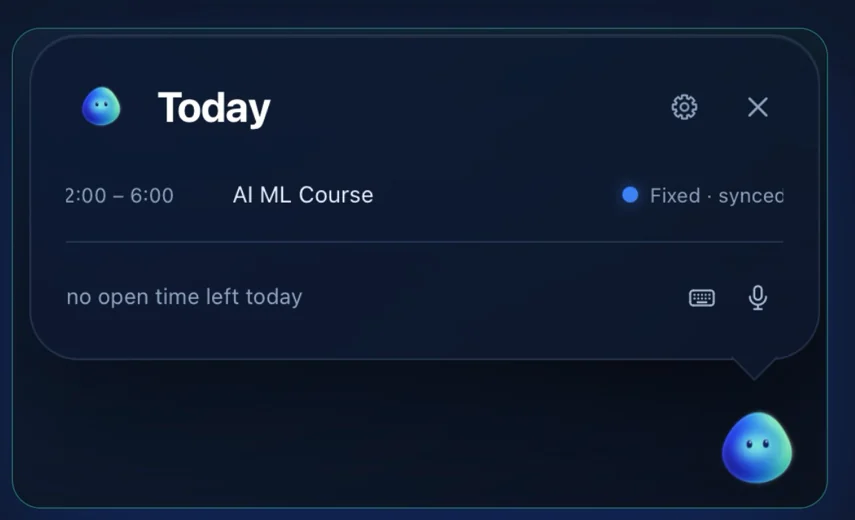 Today
2:00 – 6:00 AI ML Course Fixed · synced
no open time left today